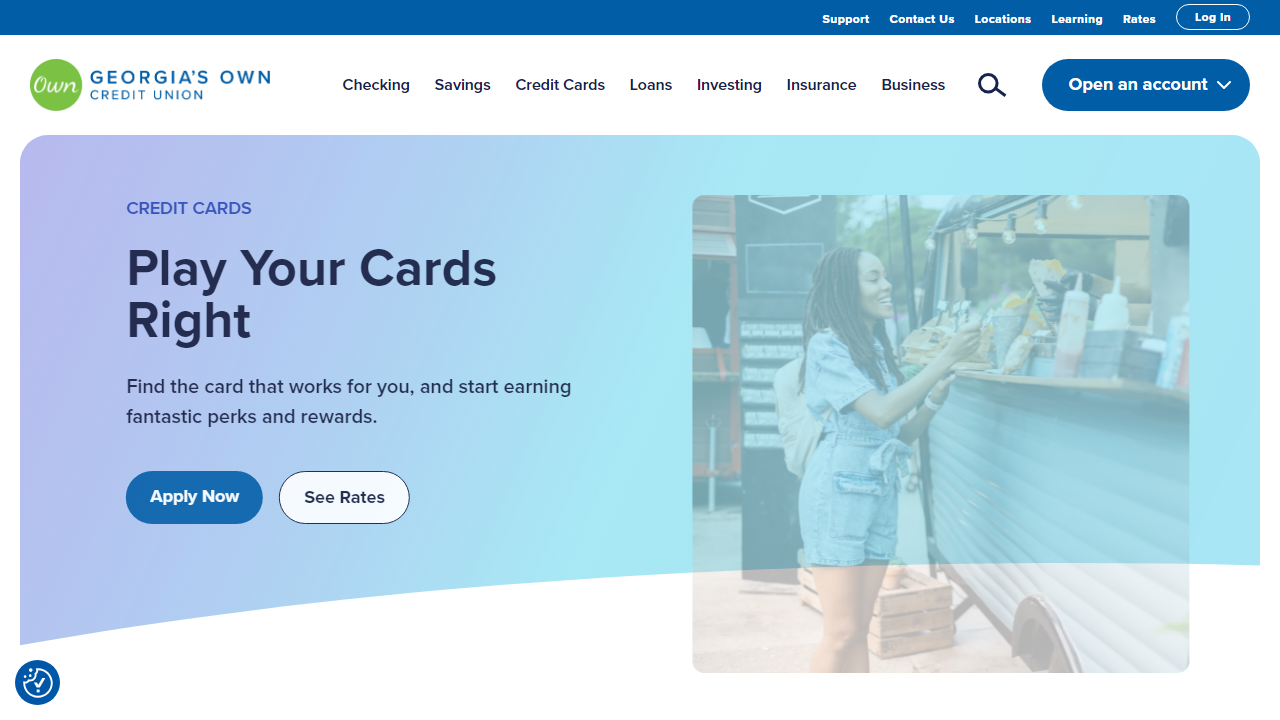 Support Contact Us Locations Learning Rates Log In
Own GEORGIA'S OWN
CREDIT UNION
Checking Savings Credit Cards Loans Investing Insurance Business Open an account
CREDIT CARDS
Play Your Cards
Right
Find the card that works for you, and start earning
fantastic perks and rewards.
Apply Now See Rates